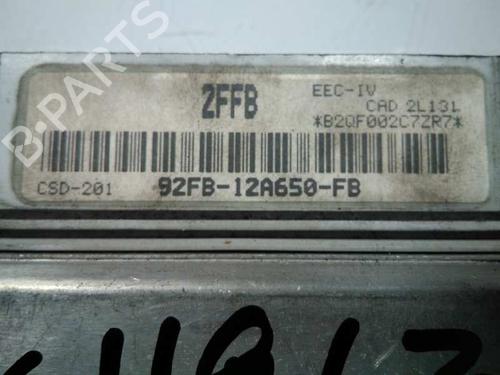 2FFB
EEC-IV
CAD 2L131
*B2QF002C7ZR7*
CSD-201
92FB-12A650-FB
B-PARTS